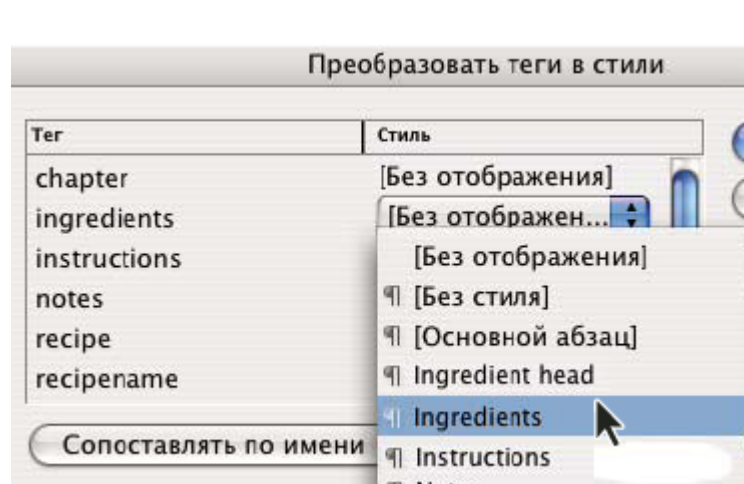 Преобразовать теги в стили
Тег Стиль
chapter [Без отображения]
ingredients [Без отображен...
instructions [Без отображения]
notes ¶ [Без стиля]
recipe ¶ [Основной абзац]
recipename ¶ Ingredient head
¶ Ingredients
Сопоставлять по имени
¶ Instructions